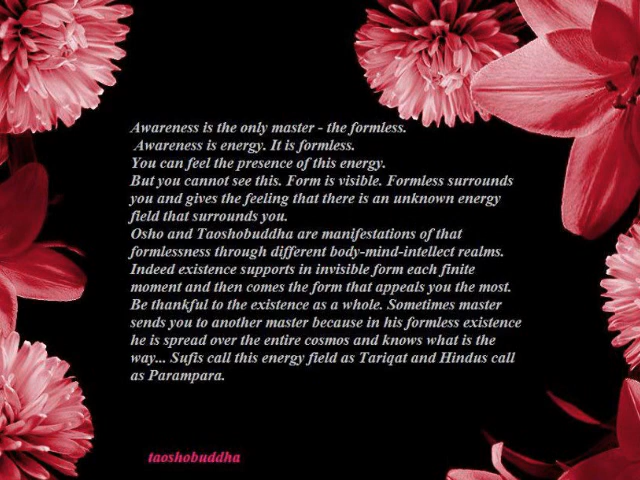 Awareness is the only master - the formless.
Awareness is energy. It is formless.
You can feel the presence of this energy.
But you cannot see this. Form is visible. Formless surrounds
you and gives the feeling that there is an unknown energy
field that surrounds you.
Osho and Taoshobuddha are manifestations of that
formlessness through different body-mind-intellect realms.
Indeed existence supports in invisible form each finite
moment and then comes the form that appeals you the most.
Be thankful to the existence as a whole. Sometimes master
sends you to another master because in his formless existence
he is spread over the entire cosmos and knows what is the
way... Sufis call this energy field as Tariqat and Hindus call
as Parampara.
taoshobuddha